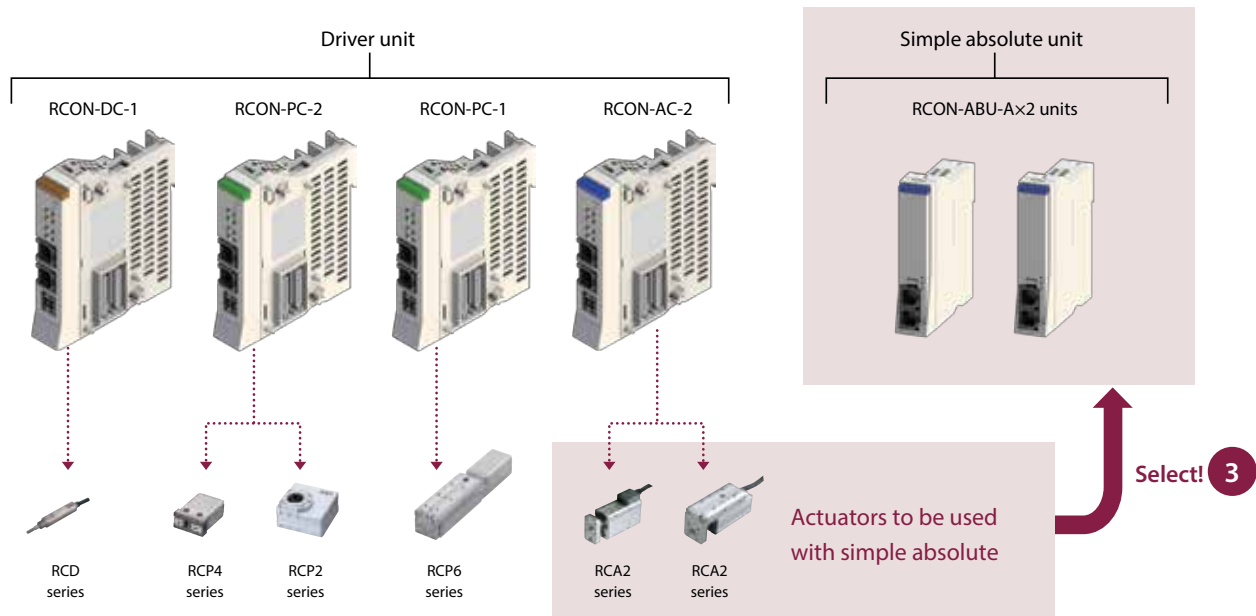 Driver unit
Simple absolute unit
RCON-DC-1
RCON-PC-2
RCON-PC-1
RCON-AC-2
RCON-ABU-A×2 units
Select! 3
Actuators to be used
with simple absolute
RCD
series
RCP4
series
RCP2
series
RCP6
series
RCA2
series
RCA2
series